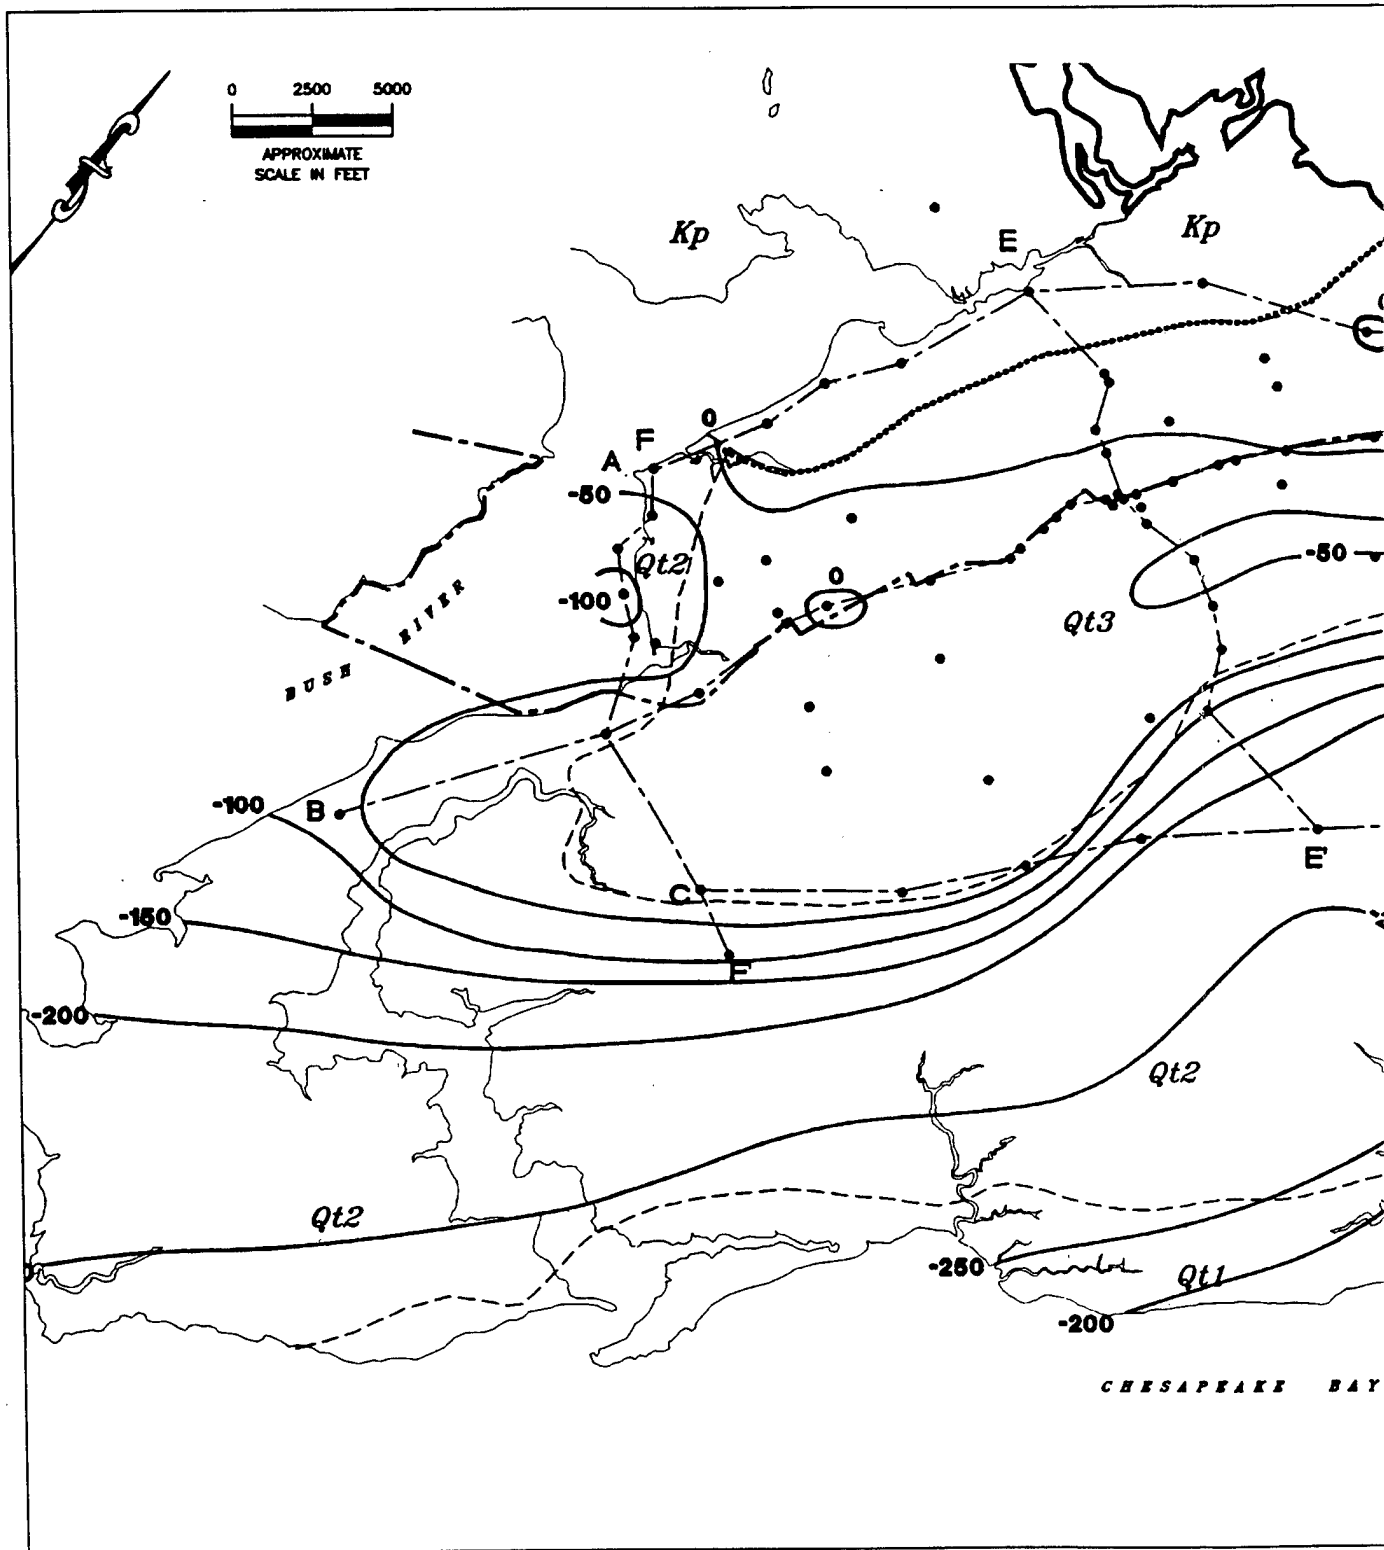 0 2500 5000
APPROXIMATE
SCALE IN FEET
Kp
Kp
E
0
F
A
-50
Qt2
-50
-100
0
Qt3
BUSH RIVER
-100
B
E'
C
-150
F'
-200
Qt2
Qt2
-250
Qt1
-200
CHESAPEAKE BAY